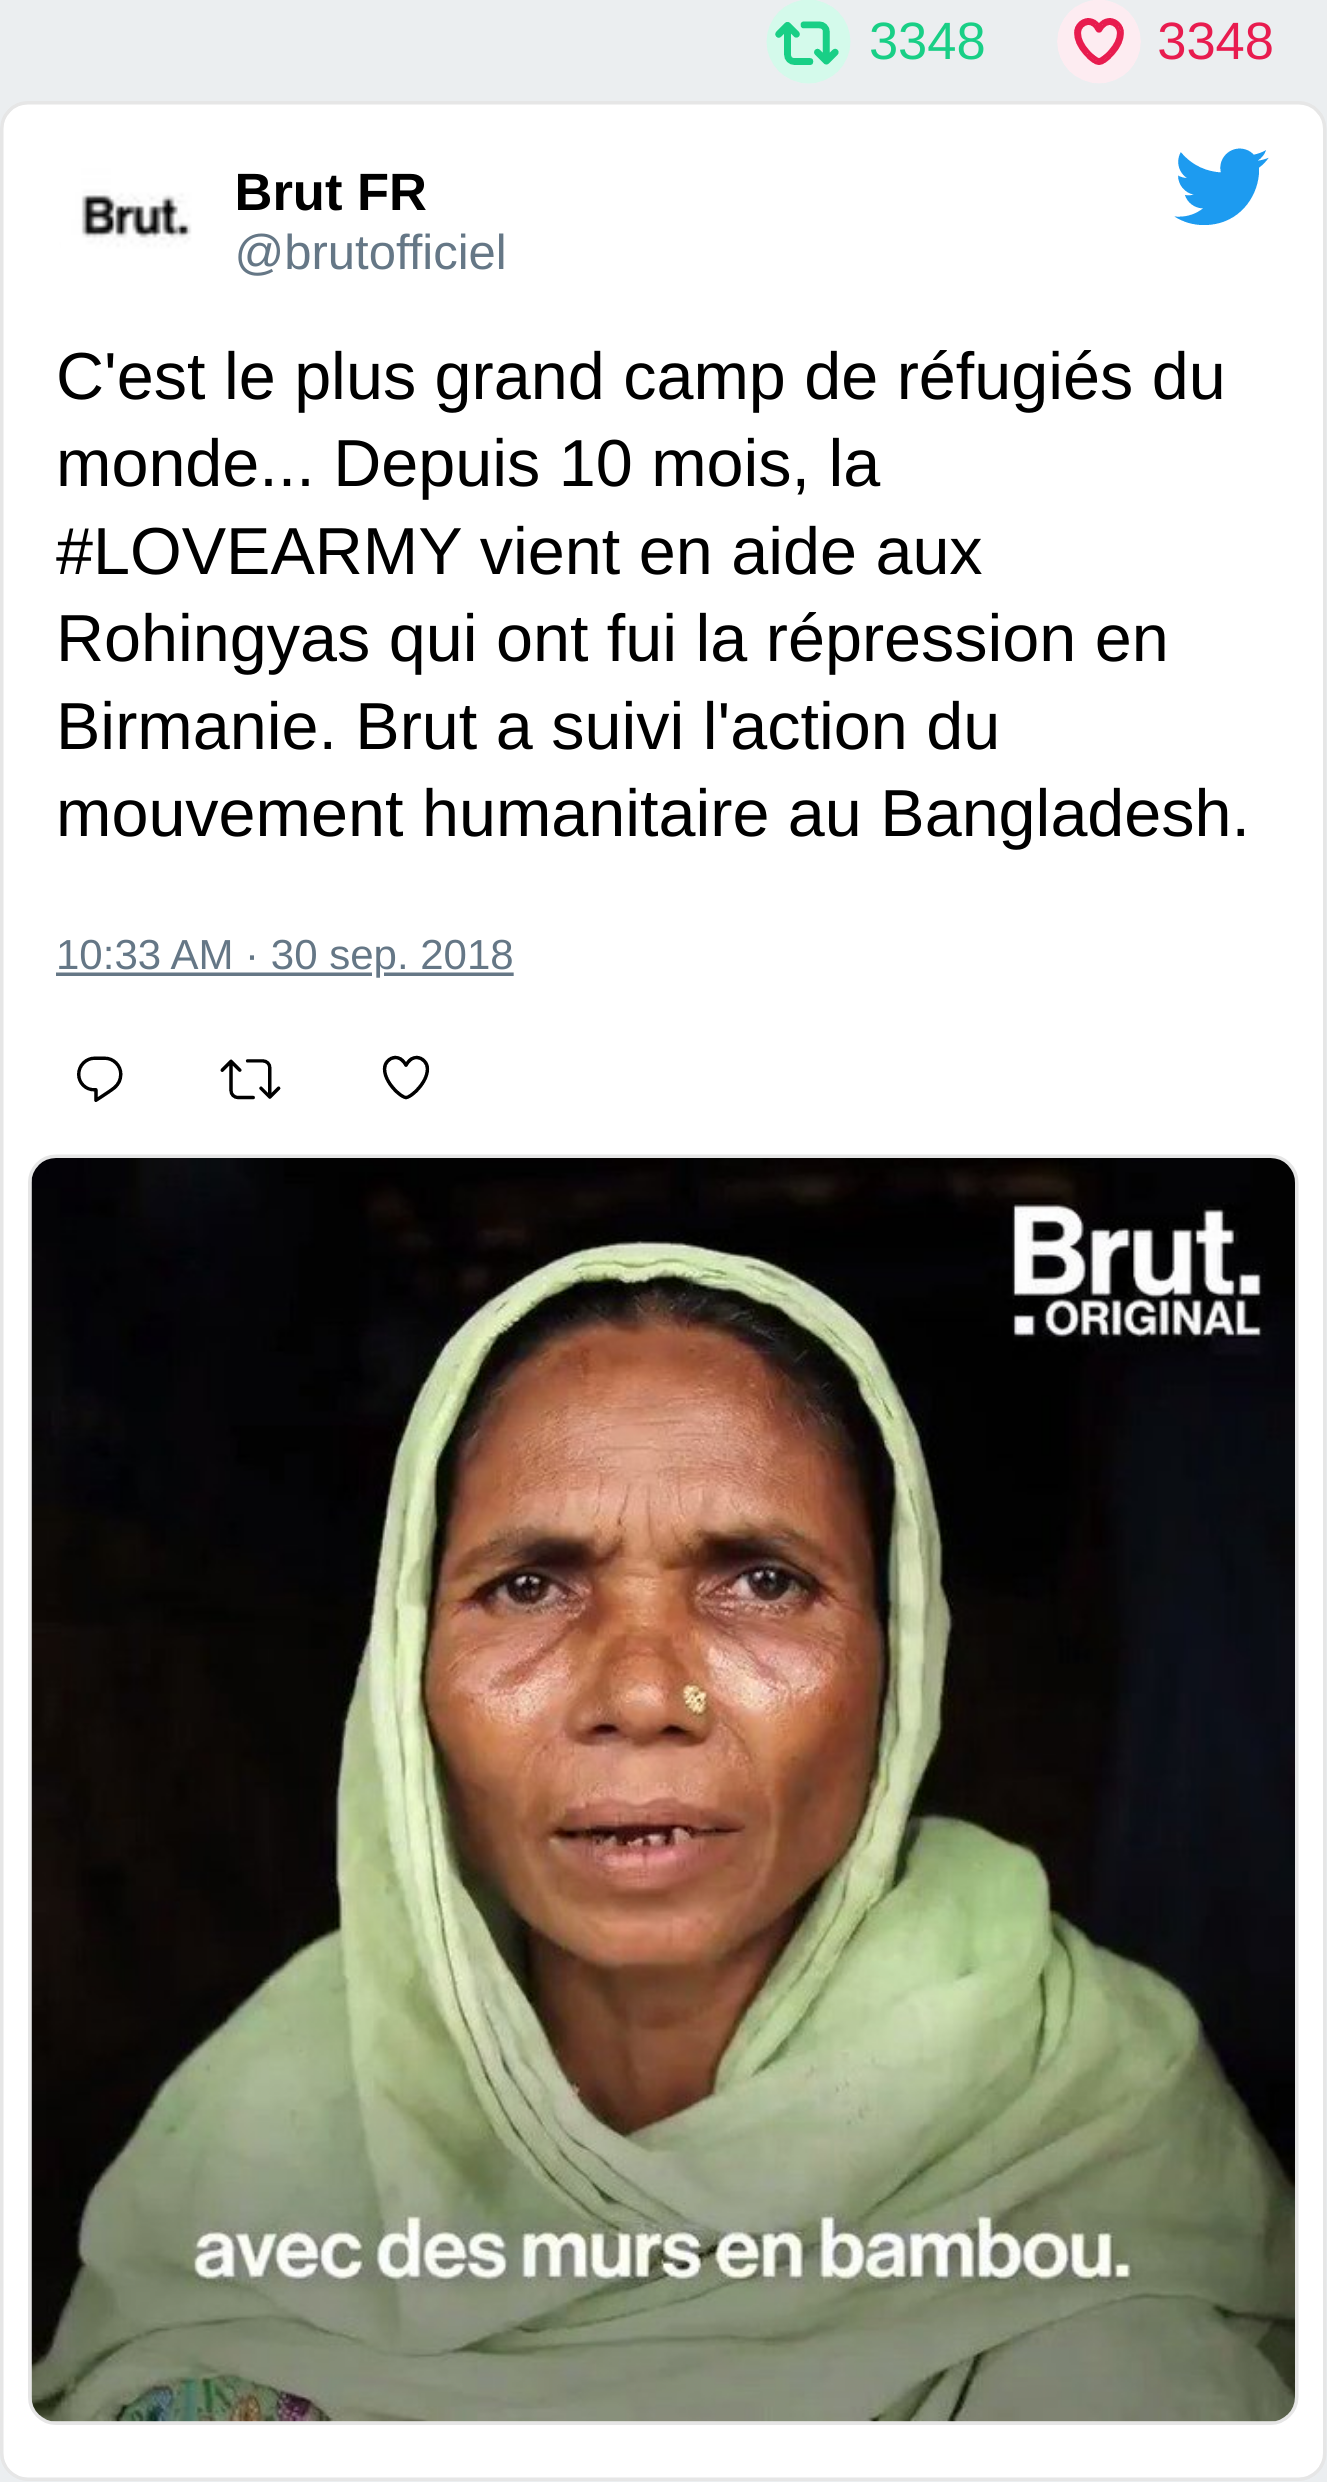 3348 3348
Brut.
Brut FR
@brutofficiel
C'est le plus grand camp de réfugiés du
monde... Depuis 10 mois, la
#LOVEARMY vient en aide aux
Rohingyas qui ont fui la répression en
Birmanie. Brut a suivi l'action du
mouvement humanitaire au Bangladesh.
10:33 AM · 30 sep. 2018
Brut.
ORIGINAL
avec des murs en bambou.